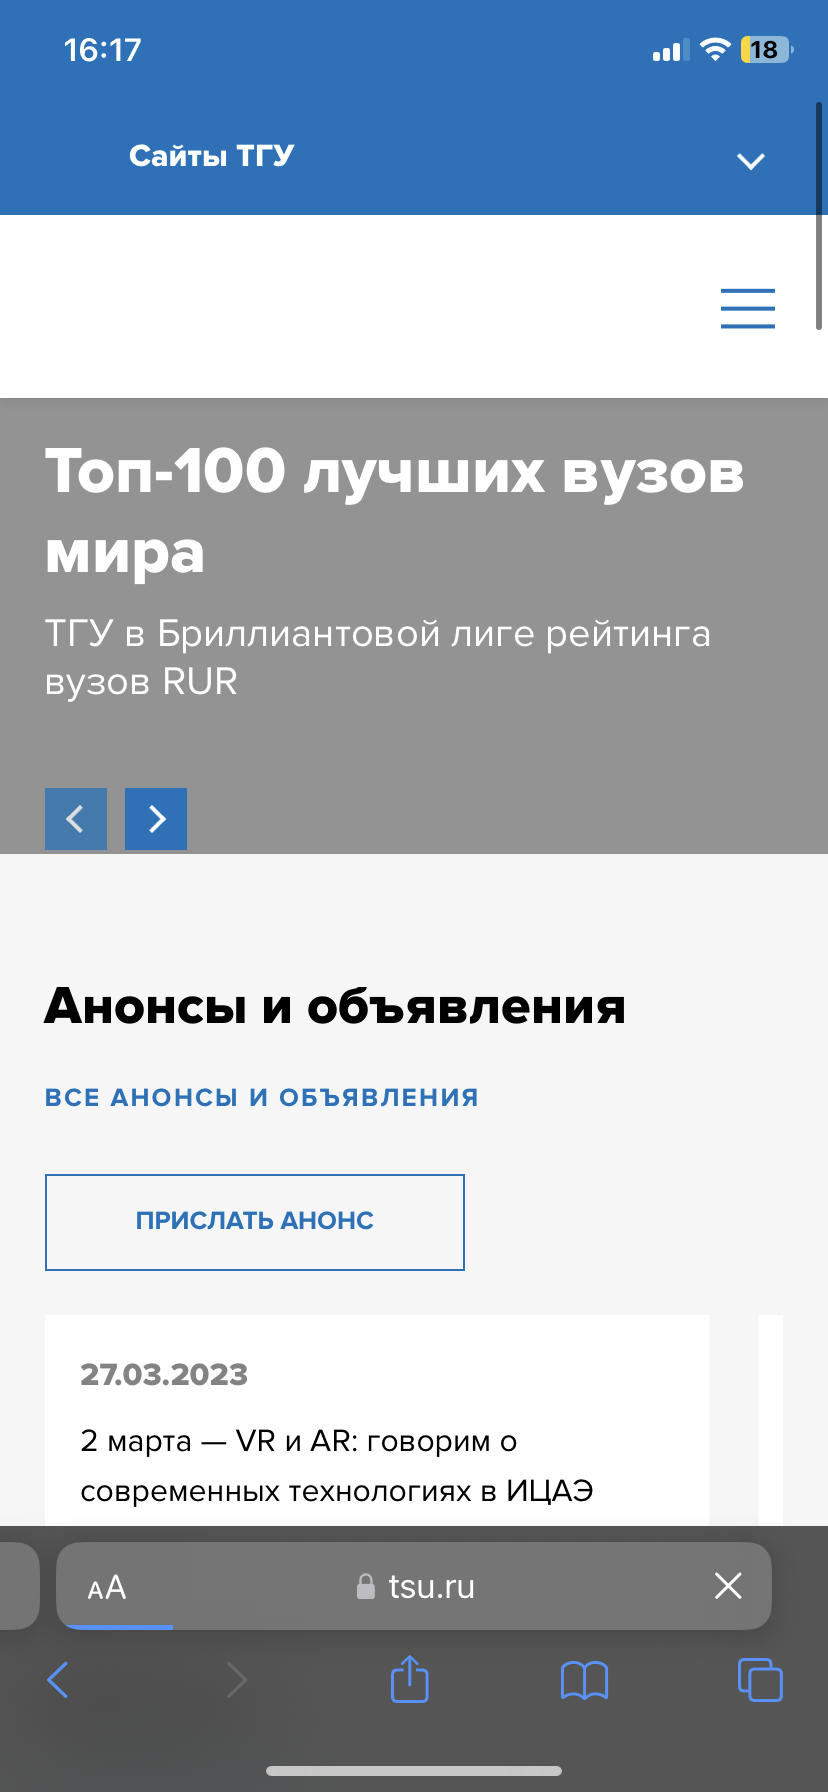 16:17
18
Сайты ТГУ
Топ-100 лучших вузов
мира
ТГУ в Бриллиантовой лиге рейтинга
вузов RUR
Анонсы и объявления
ВСЕ АНОНСЫ И ОБЪЯВЛЕНИЯ
ПРИСЛАТЬ АНОНС
27.03.2023
2 марта — VR и AR: говорим о
современных технологиях в ИЦАЭ
АА tsu.ru